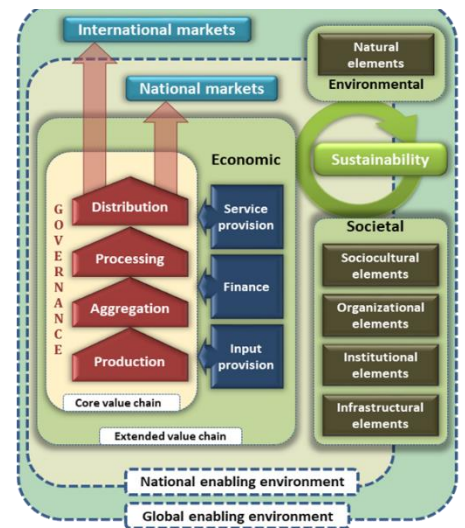 International markets
National markets
Natural
elements
Environmental
Sustainability
Economic
GOVERNANCE
Distribution
Processing
Aggregation
Production
Service
provision
Finance
Input
provision
Core value chain
Extended value chain
Societal
Sociocultural
elements
Organizational
elements
Institutional
elements
Infrastructural
elements
National enabling environment
Global enabling environment